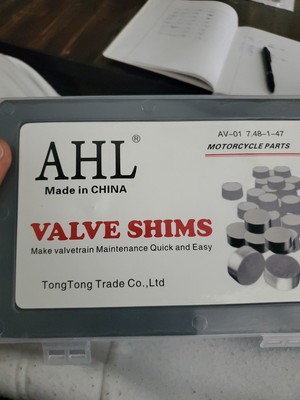 AHL®
Made in CHINA
AV-01 7.48-1-47
MOTORCYCLE PARTS
VALVE SHIMS
Make valvetrain Maintenance Quick and Easy
TongTong Trade Co.,Ltd